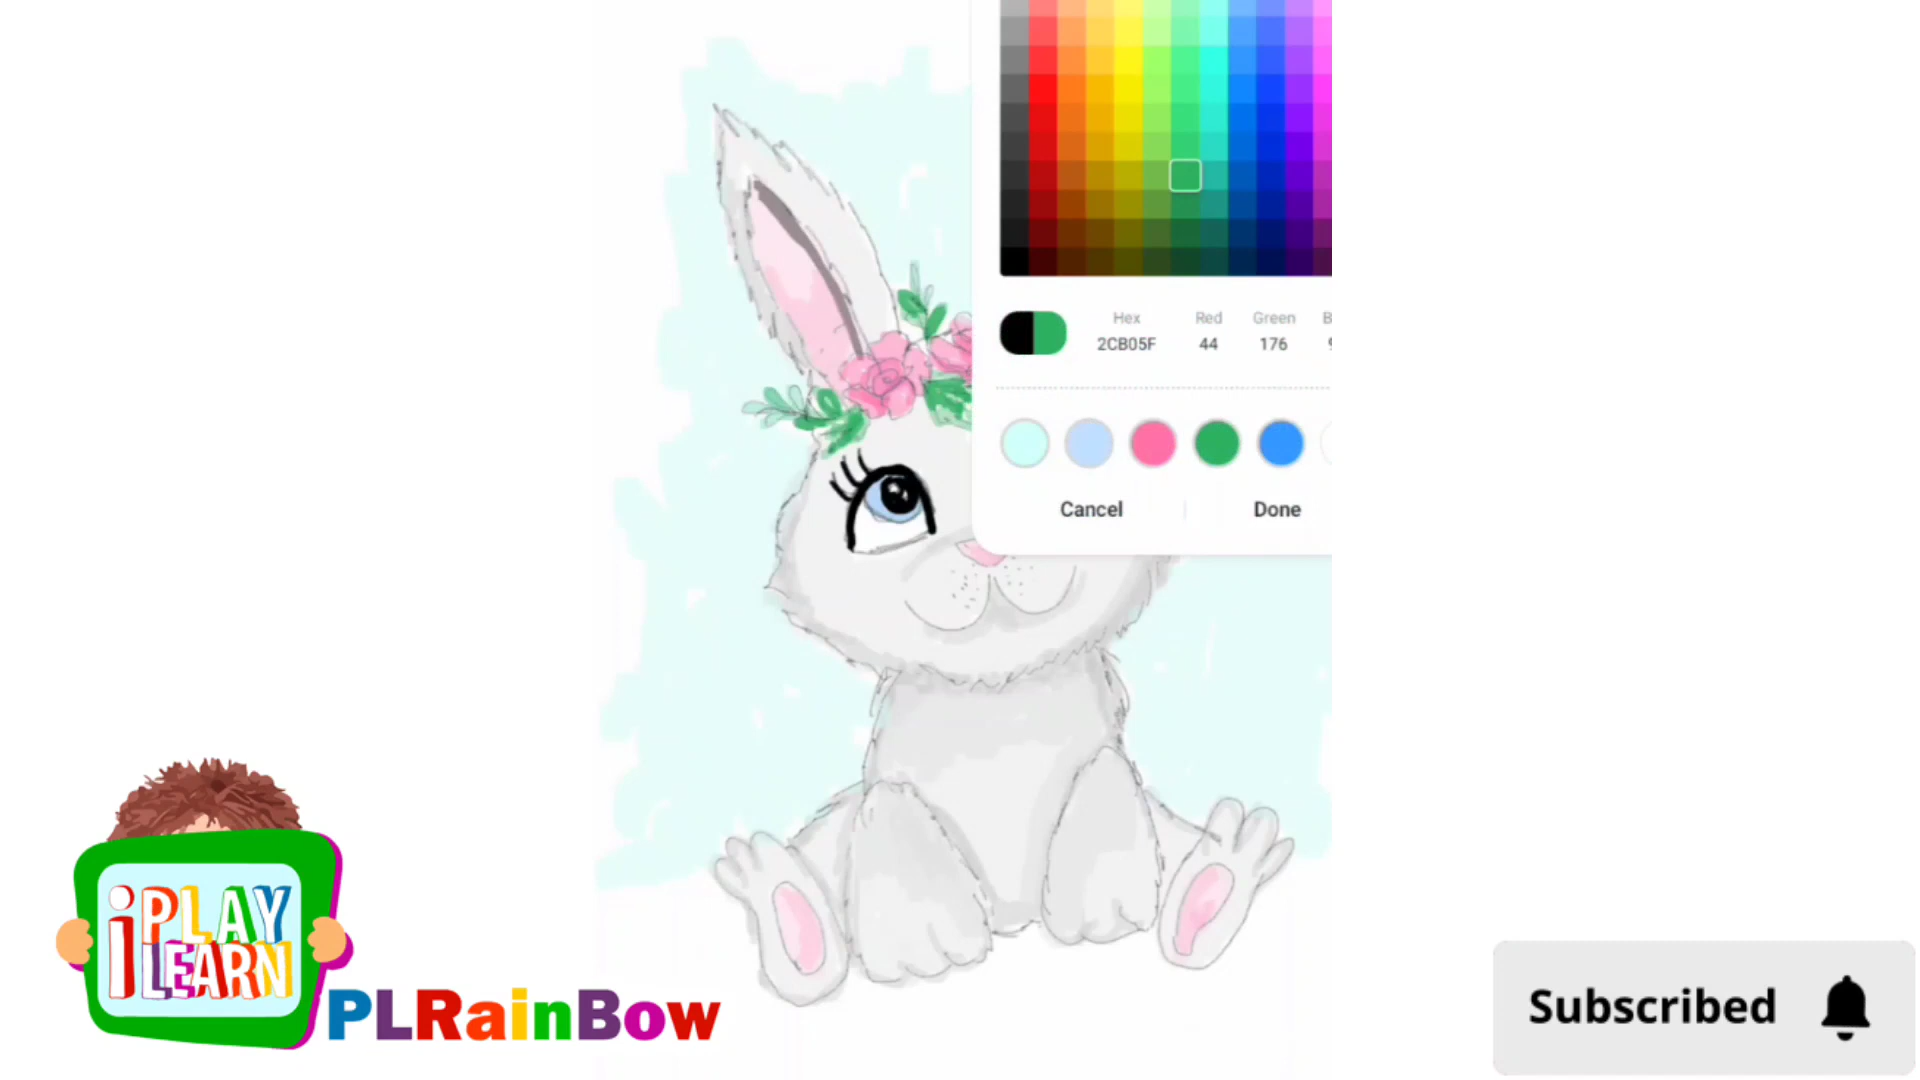 Hex Red Green
2CB05F 44 176
Cancel Done
iPLAY
iLEARN
PLRainBow
Subscribed